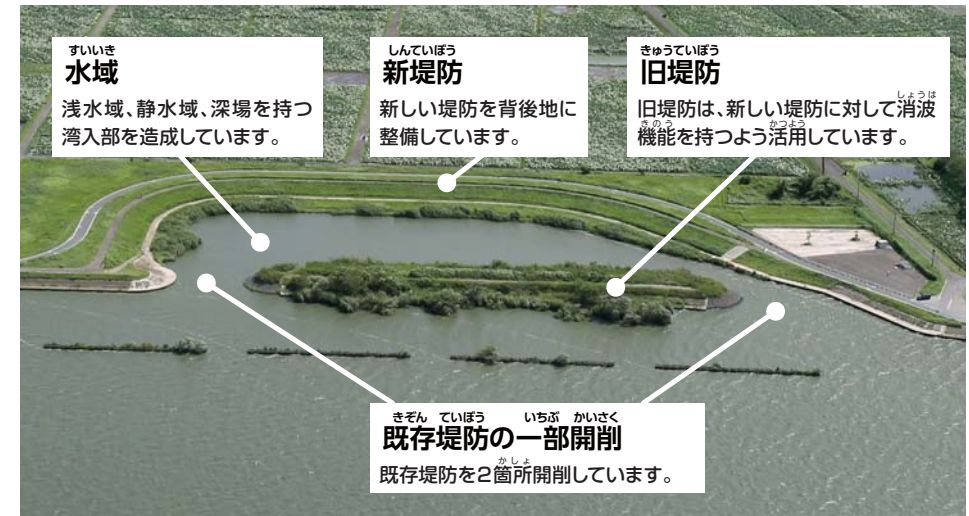 すいいき
水域
浅水域、静水域、深場を持つ
湾入部を造成しています。
しんていぼう
新堤防
新しい堤防を背後地に
整備しています。
きゅうていぼう
旧堤防
しょうは
旧堤防は、新しい堤防に対して消波
きのう かつよう
機能を持つよう活用しています。
きぞん ていぼう いちぶ かいさく
既存堤防の一部開削
かしょ
既存堤防を2箇所開削しています。